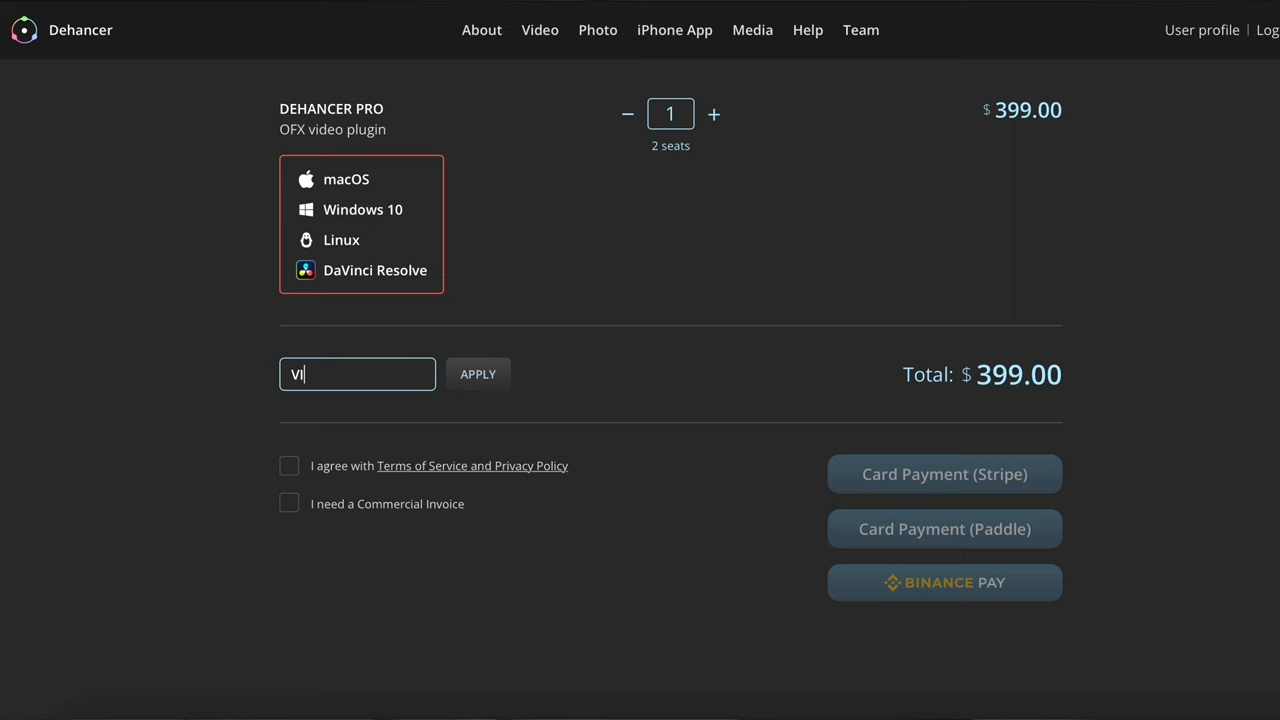 Dehancer
About Video Photo iPhone App Media Help Team
User profile | Log
DEHANCER PRO
OFX video plugin
− 1 +
2 seats
$ 399.00
macOS
Windows 10
Linux
DaVinci Resolve
VI
APPLY
Total: $ 399.00
I agree with Terms of Service and Privacy Policy
I need a Commercial Invoice
Card Payment (Stripe)
Card Payment (Paddle)
BINANCE PAY